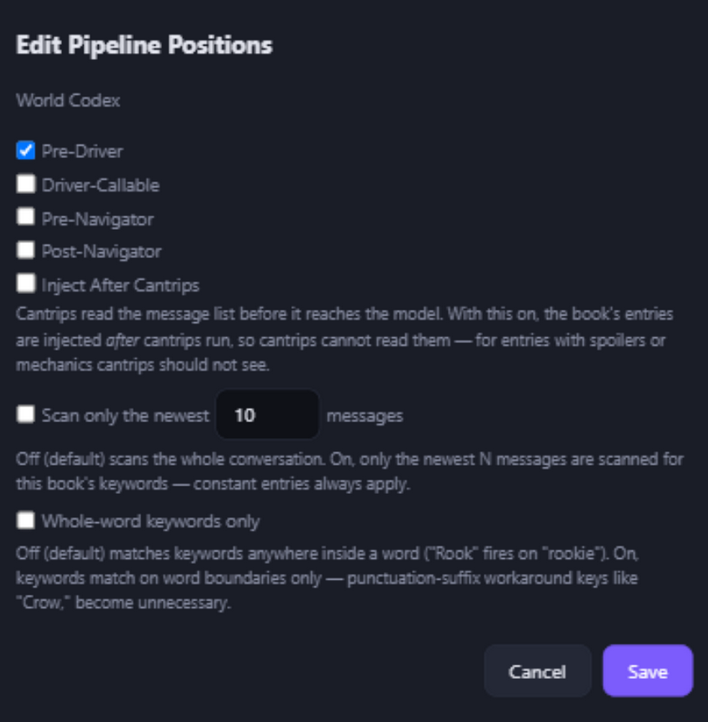 Edit Pipeline Positions
World Codex
Pre-Driver
Driver-Callable
Pre-Navigator
Post-Navigator
Inject After Cantrips
Cantrips read the message list before it reaches the model. With this on, the book's entries
are injected after cantrips run, so cantrips cannot read them — for entries with spoilers or
mechanics cantrips should not see.
Scan only the newest 10 messages
Off (default) scans the whole conversation. On, only the newest N messages are scanned for
this book's keywords — constant entries always apply.
Whole-word keywords only
Off (default) matches keywords anywhere inside a word ("Rook" fires on "rookie"). On,
keywords match on word boundaries only — punctuation-suffix workaround keys like
"Crow," become unnecessary.
Cancel Save